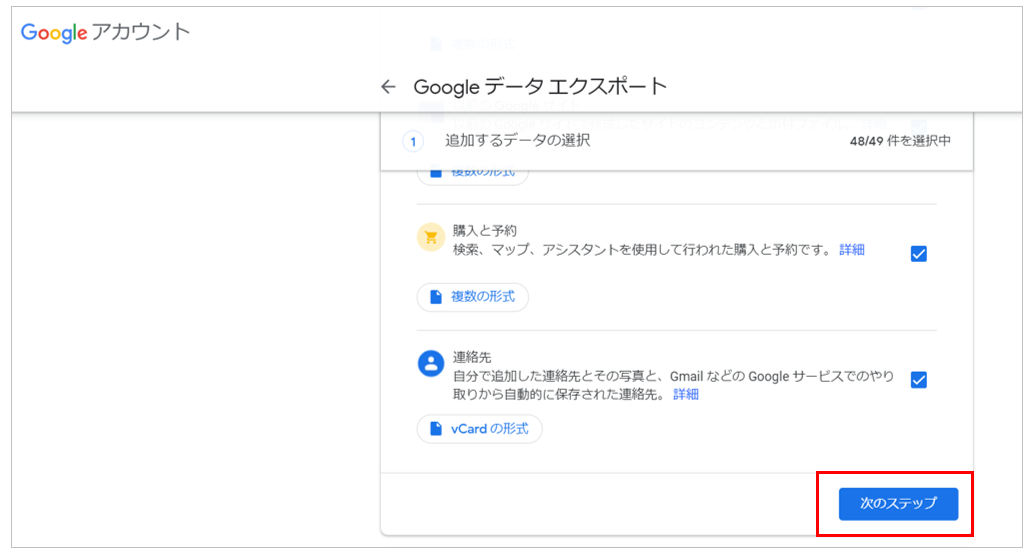 Google アカウント
Google データ エクスポート
1 追加するデータの選択 48/49 件を選択中
複数の形式
購入と予約
検索、マップ、アシスタントを使用して行われた購入と予約です。 詳細
複数の形式
連絡先
自分で追加した連絡先とその写真と、Gmail などの Google サービスでのやり
取りから自動的に保存された連絡先。 詳細
vCard の形式
次のステップ